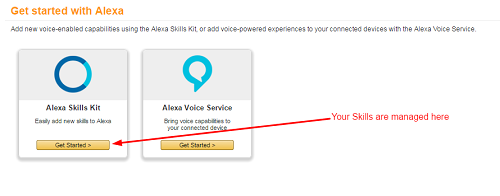 Get started with Alexa
Add new voice-enabled capabilities using the Alexa Skills Kit, or add voice-powered experiences to your connected devices with the Alexa Voice Service.
Alexa Skills Kit
Easily add new skills to Alexa
Get Started >
Alexa Voice Service
Bring voice capabilities to
your connected device
Get Started >
Your Skills are managed here